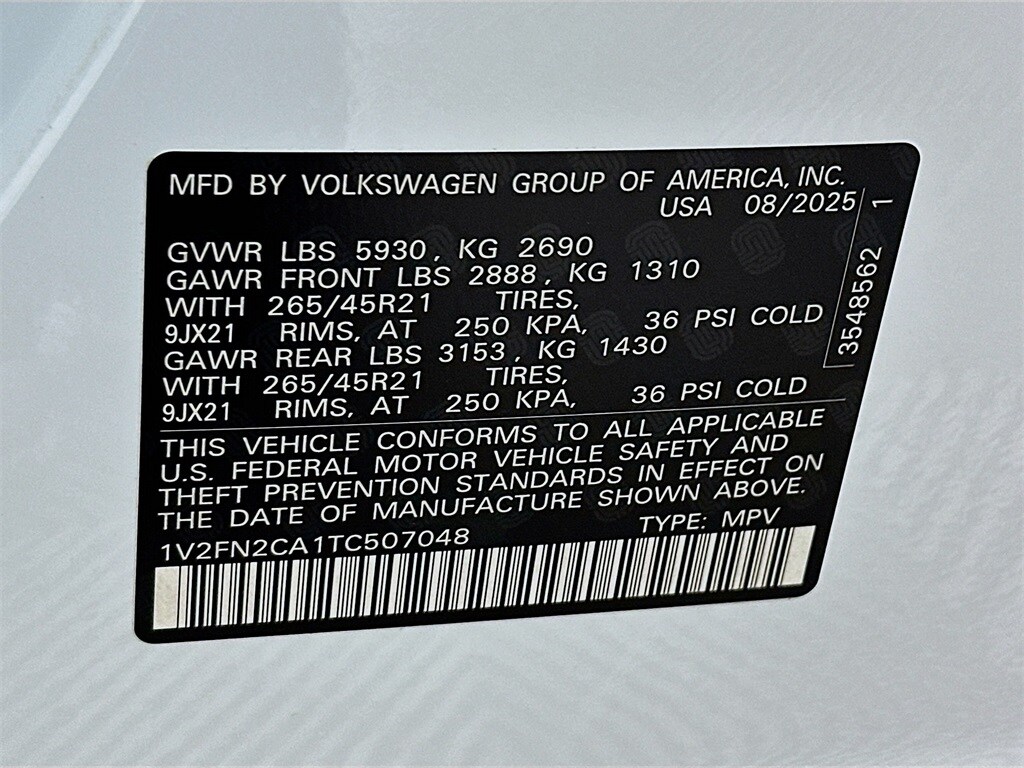 MFD BY VOLKSWAGEN GROUP OF AMERICA, INC.
USA 08/2025
GVWR LBS 5930, KG 2690
GAWR FRONT LBS 2888, KG 1310
WITH 265/45R21 TIRES,
9JX21 RIMS, AT 250 KPA, 36 PSI COLD
GAWR REAR LBS 3153, KG 1430
WITH 265/45R21 TIRES,
9JX21 RIMS, AT 250 KPA, 36 PSI COLD
3548562 1
THIS VEHICLE CONFORMS TO ALL APPLICABLE
U.S. FEDERAL MOTOR VEHICLE SAFETY AND
THEFT PREVENTION STANDARDS IN EFFECT ON
THE DATE OF MANUFACTURE SHOWN ABOVE.
1V2FN2CA1TC507048 TYPE: MPV